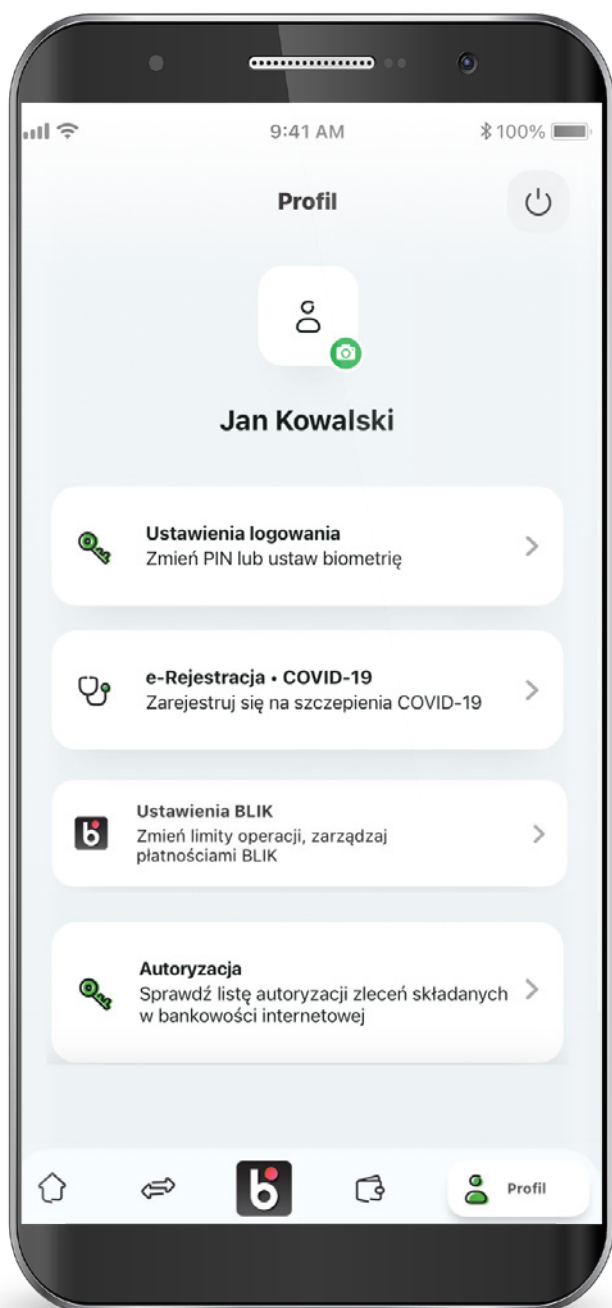 9:41 AM
100%
Profil
Jan Kowalski
Ustawienia logowania
Zmień PIN lub ustaw biometrię
e-Rejestracja • COVID-19
Zarejestruj się na szczepienia COVID-19
Ustawienia BLIK
Zmień limity operacji, zarządzaj
płatnościami BLIK
Autoryzacja
Sprawdź listę autoryzacji zleceń składanych
w bankowości internetowej
Profil